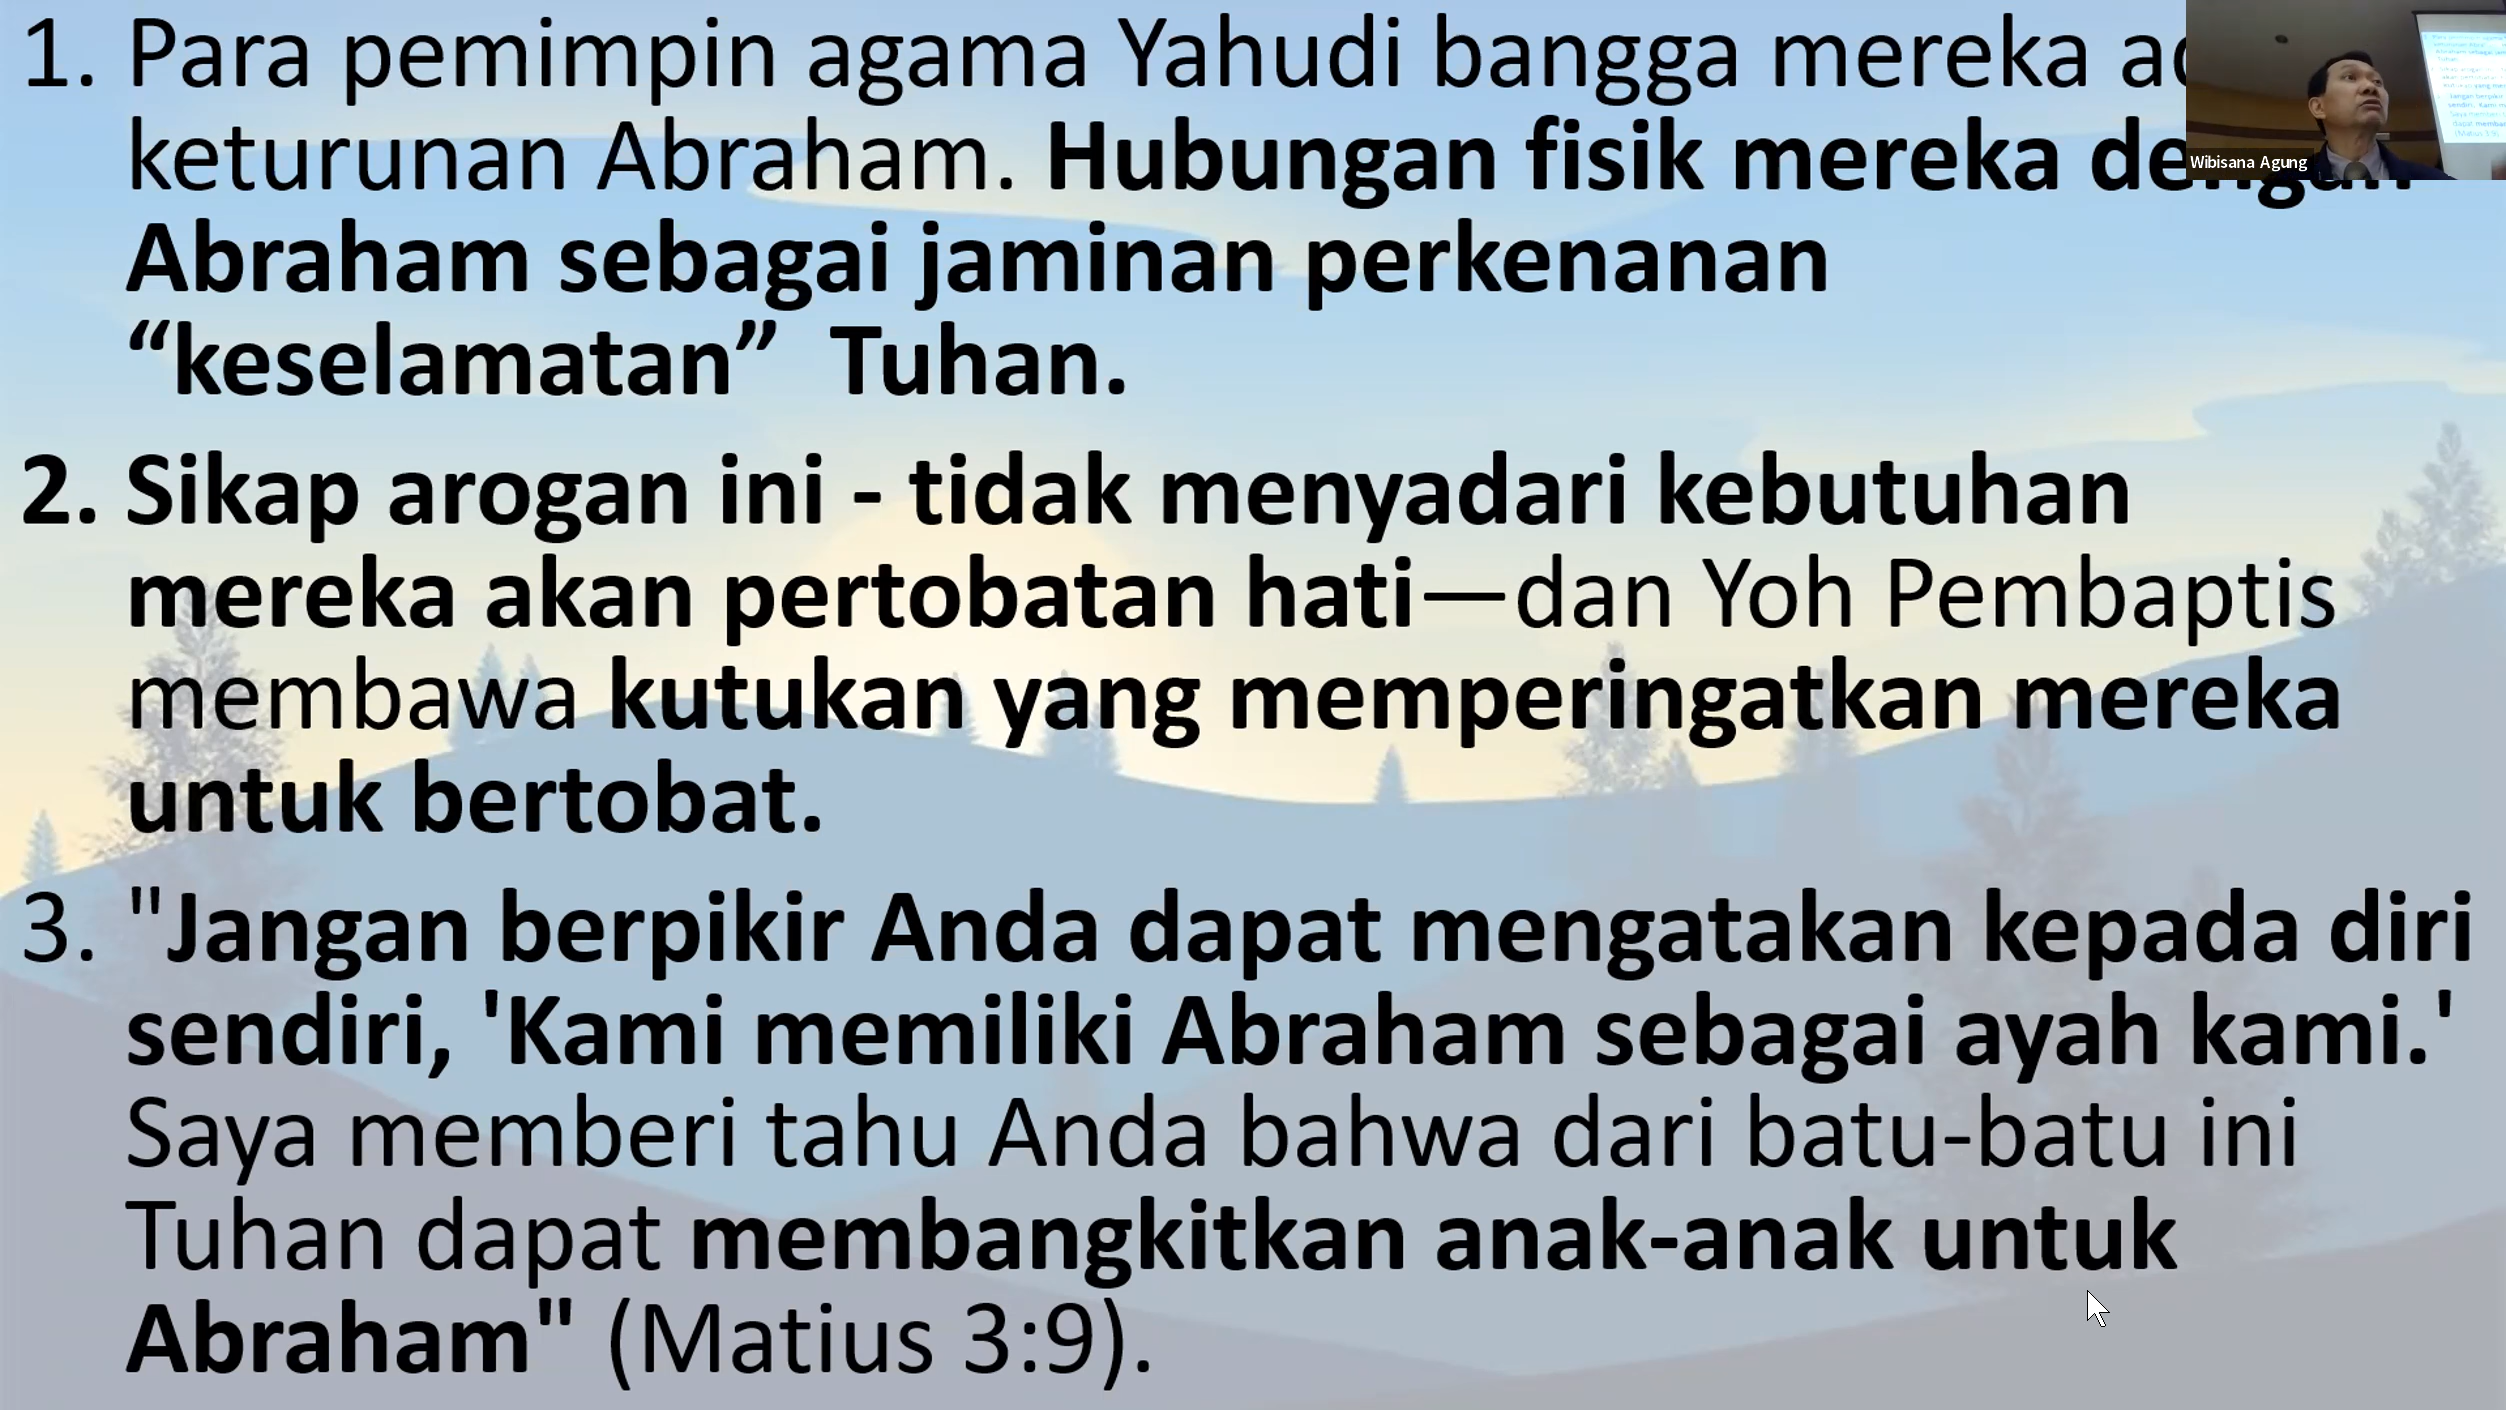 1. Para pemimpin agama Yahudi bangga mereka
keturunan Abraham. Hubungan fisik mereka dengan
Abraham sebagai jaminan perkenanan
“keselamatan”  Tuhan.
2. Sikap arogan ini - tidak menyadari kebutuhan
mereka akan pertobatan hati—dan Yoh Pembaptis
membawa kutukan yang memperingatkan mereka
untuk bertobat.
3. "Jangan berpikir Anda dapat mengatakan kepada diri
sendiri, 'Kami memiliki Abraham sebagai ayah kami.'
Saya memberi tahu Anda bahwa dari batu-batu ini
Tuhan dapat membangkitkan anak-anak untuk
Abraham" (Matius 3:9).
Wibisana Agung